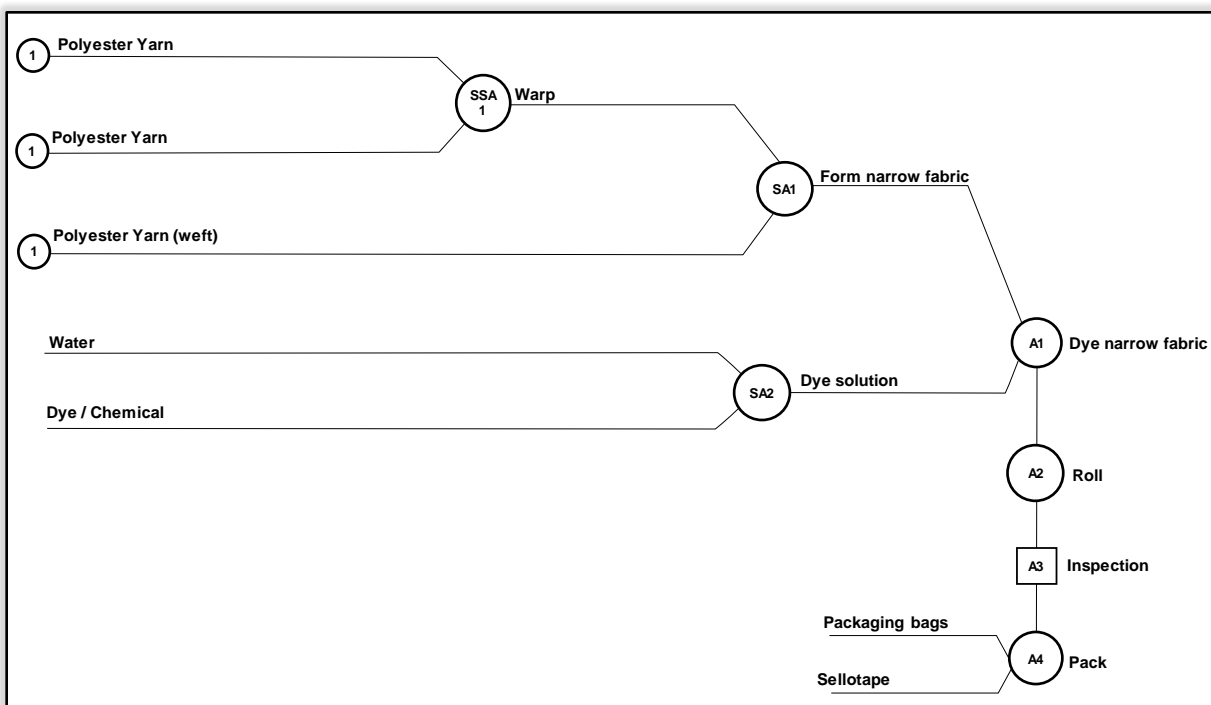 Polyester Yarn
1
SSA
1
Warp
Polyester Yarn
1
Form narrow fabric
SA1
Polyester Yarn (weft)
1
Water
A1
Dye narrow fabric
Dye solution
SA2
Dye / Chemical
A2
Roll
A3
Inspection
Packaging bags
A4
Pack
Sellotape